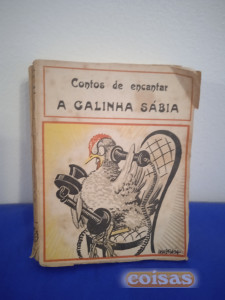 Contos de encantar
A GALINHA SÁBIA
coisas